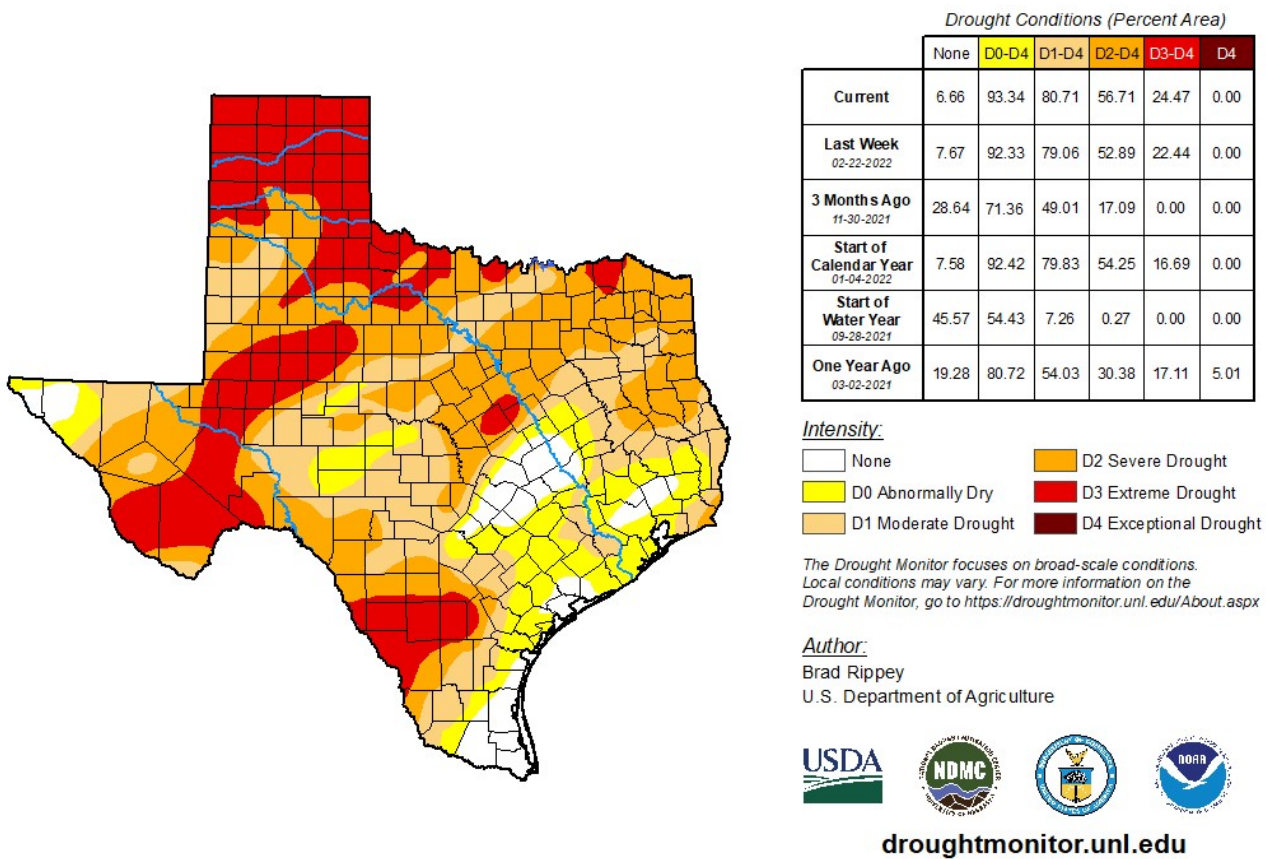 Drought Conditions (Percent Area)
None D0-D4 D1-D4 D2-D4 D3-D4 D4
Current 6.66 93.34 80.71 56.71 24.47 0.00
Last Week
02-22-2022 7.67 92.33 79.06 52.89 22.44 0.00
3 Months Ago
11-30-2021 28.64 71.36 49.01 17.09 0.00 0.00
Start of
Calendar Year
01-04-2022 7.58 92.42 79.83 54.25 16.69 0.00
Start of
Water Year
09-28-2021 45.57 54.43 7.26 0.27 0.00 0.00
One Year Ago
03-02-2021 19.28 80.72 54.03 30.38 17.11 5.01
Intensity:
None
D0 Abnormally Dry
D1 Moderate Drought
D2 Severe Drought
D3 Extreme Drought
D4 Exceptional Drought
The Drought Monitor focuses on broad-scale conditions.
Local conditions may vary. For more information on the
Drought Monitor, go to https://droughtmonitor.unl.edu/About.aspx
Author:
Brad Rippey
U.S. Department of Agriculture
USDA
NDMC
NOAA
droughtmonitor.unl.edu